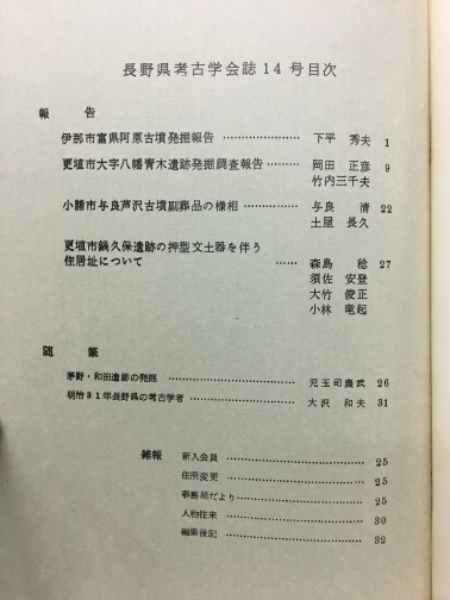 長野県考古学会誌14号目次
報告
伊那市富県阿原古墳発掘報告 ………………… 下平 秀夫 1
更埴市大字八幡青木遺跡発掘調査報告 ………… 岡田 正彦 9
竹内三千夫
小諸市与良芦沢古墳副葬品の様相 ……………… 与良 清 22
土屋 長久
更埴市鍋久保遺跡の押型文土器を伴う
住居址について …… 森島 稔 27
須佐 安登
大竹 俊正
小林 竜起
随筆
茅野・和田遺跡の発掘 ………………………… 児玉司農武 26
明治31年長野県の考古学者 …………………… 大沢 和夫 31
雑報 新入会員 ………………………… 25
住所変更 ………………………… 25
事務局だより …………………… 25
人物往来 ………………………… 30
編集後記 ………………………… 32